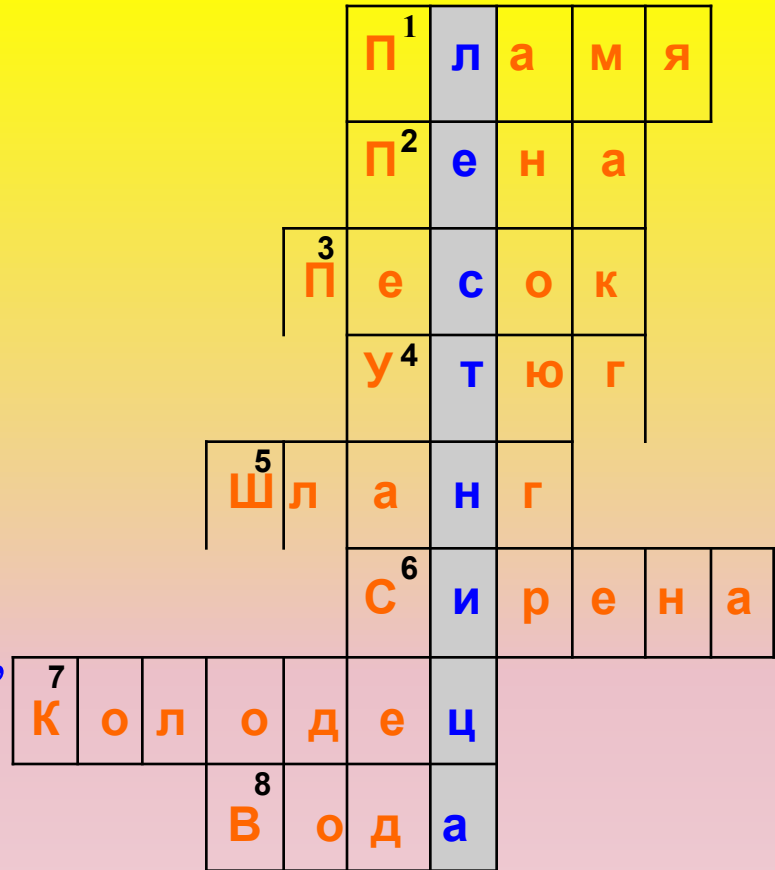 1 Пламя
2 Пена
3 Песок
4 Утюг
5 Шланг
6 Сирена
7 Колодец
8 Вода